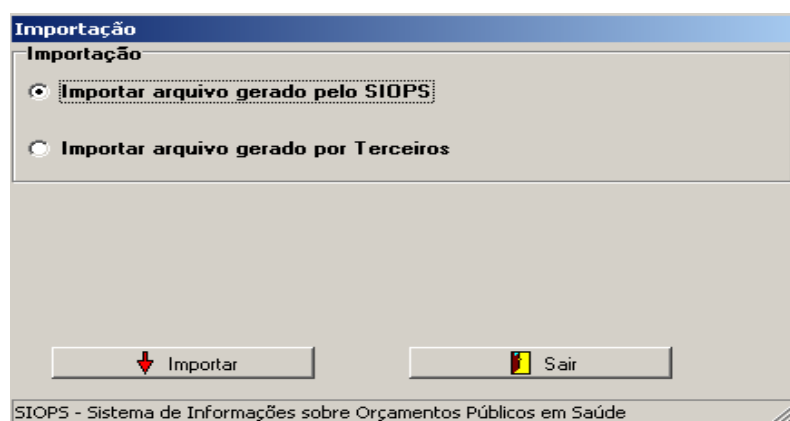 Importação
Importação
Importar arquivo gerado pelo SIOPS
Importar arquivo gerado por Terceiros
Importar
Sair
SIOPS - Sistema de Informações sobre Orçamentos Públicos em Saúde